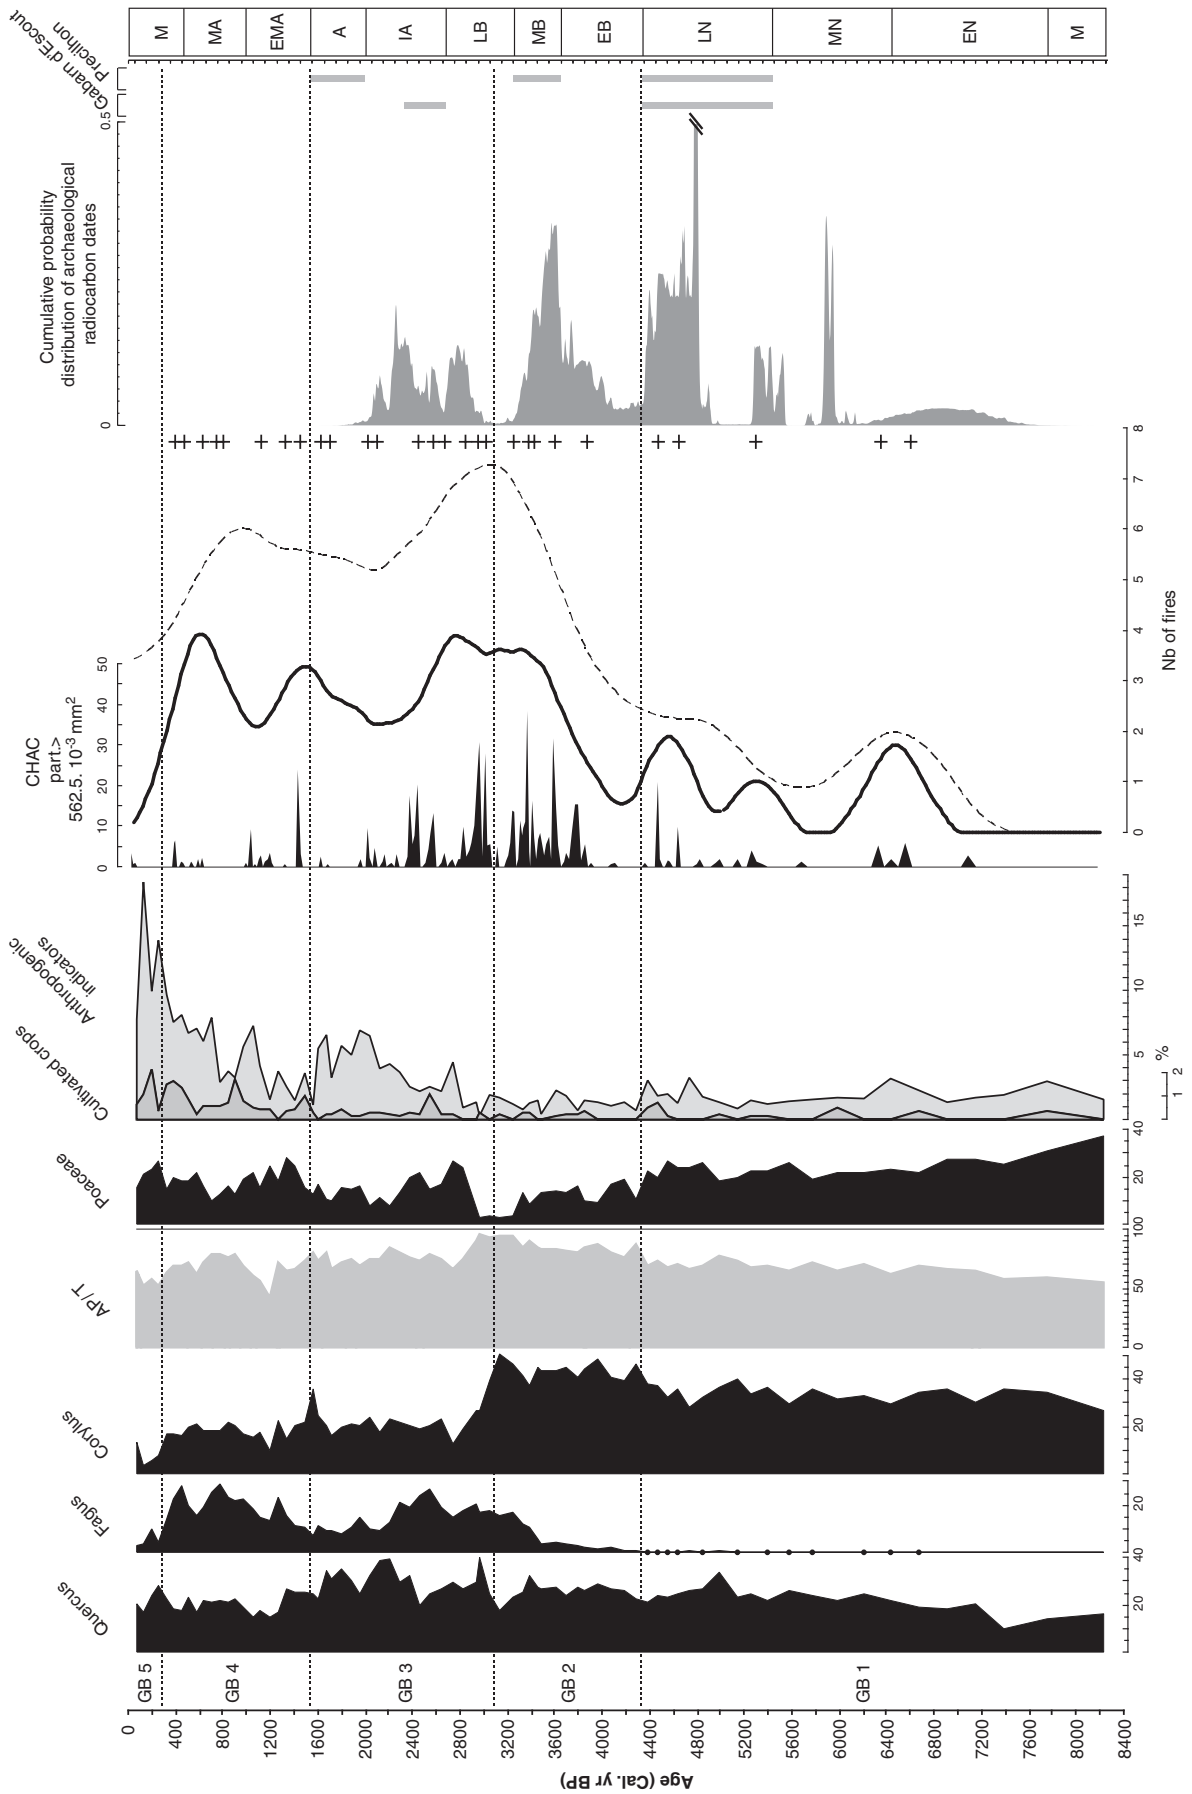 M
MA
EMA
A
IA
LB
MB
EB
LN
MN
EN
M
Gabarn d'Escout
Precilhon
0.5
0
Cumulative probability
distribution of archaeological
radiocarbon dates
0
1
2
3
4
5
6
7
8
Nb of fires
CHAC
part.>
562.5. 10-3 mm2
0
10
20
30
40
50
Anthropogenic
indicators
Cultivated crops
5
10
15
%
1
2
Poaceae
0
20
40
AP/T
0
50
100
Corylus
20
40
Fagus
0
20
Quercus
20
40
GB 5
GB 4
GB 3
GB 2
GB 1
0
400
800
1200
1600
2000
2400
2800
3200
3600
4000
4400
4800
5200
5600
6000
6400
6800
7200
7600
8000
8400
Age (Cal. yr BP)